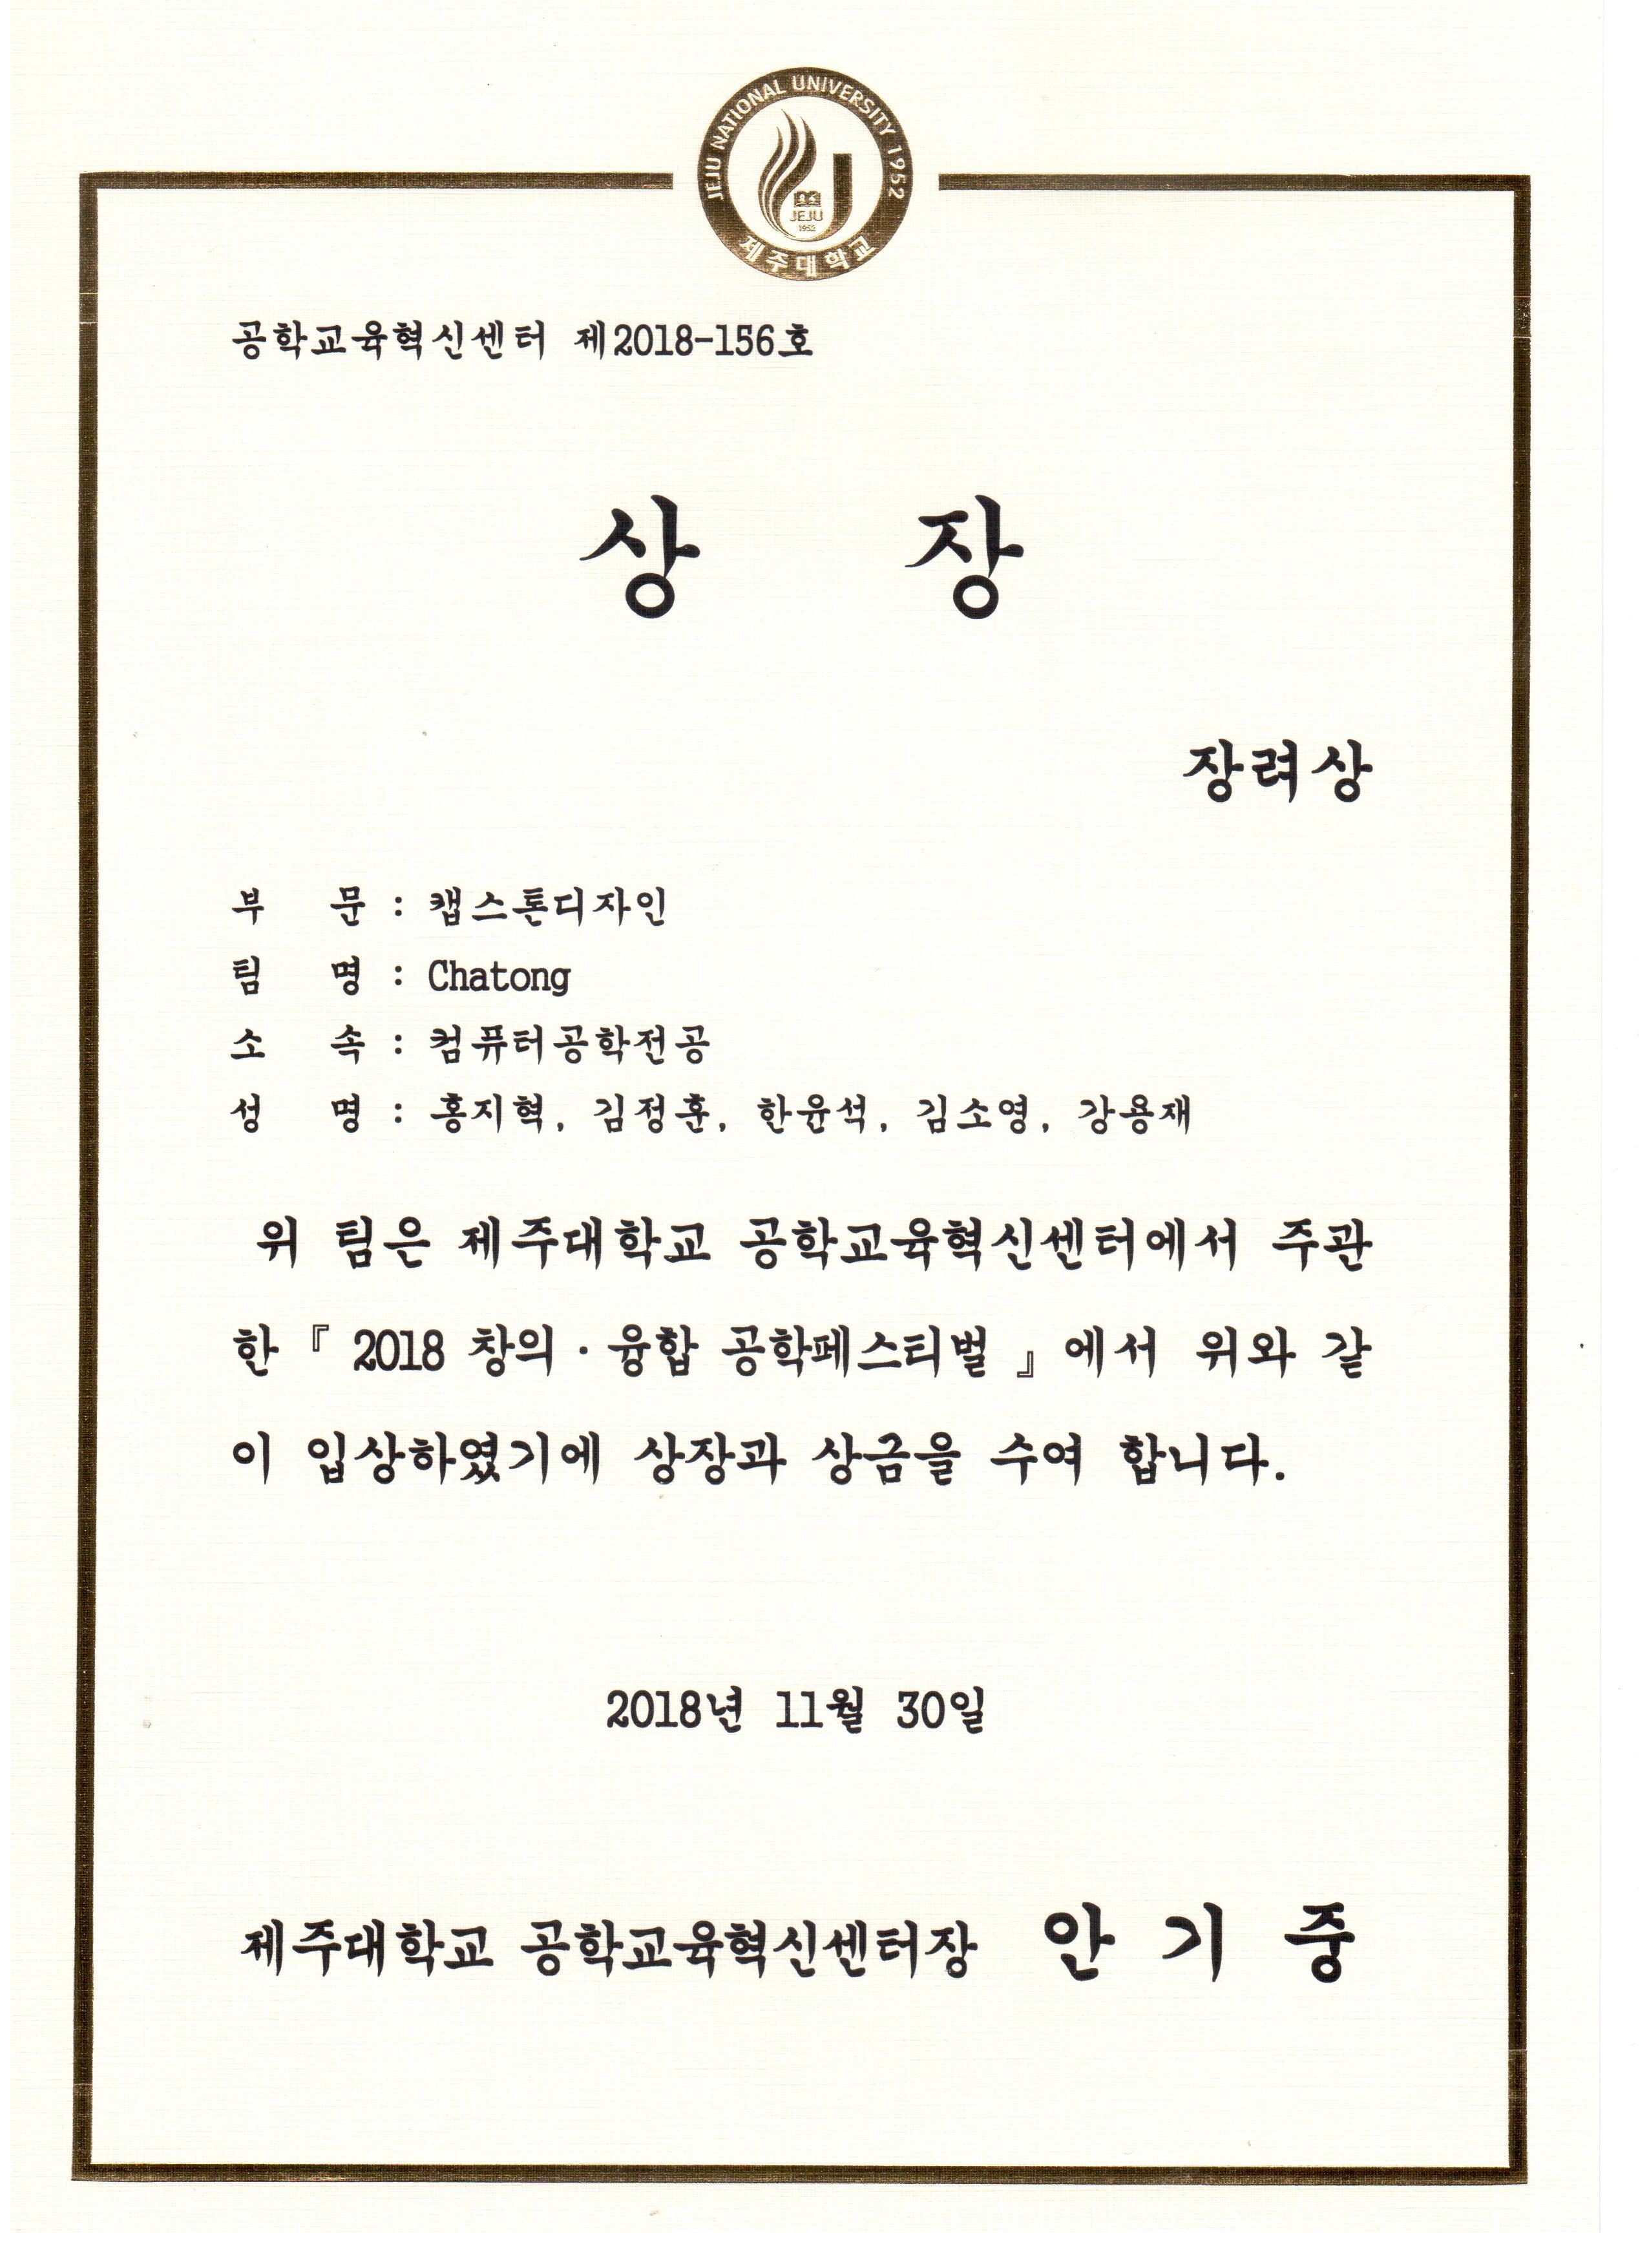 JEJU NATIONAL UNIVERSITY 1952
JEJU
1952
제주대학교
공학교육혁신센터 제2018-156호
상 장
장려상
부 문 : 캡스톤디자인
팀 명 : Chatong
소 속 : 컴퓨터공학전공
성 명 : 홍지혁, 김정훈, 한윤석, 김소영, 강용재
위 팀은 제주대학교 공학교육혁신센터에서 주관
한『 2018 창의·융합 공학페스티벌 』에서 위와 같
이 입상하였기에 상장과 상금을 수여 합니다.
2018년 11월 30일
제주대학교 공학교육혁신센터장 안 기 중